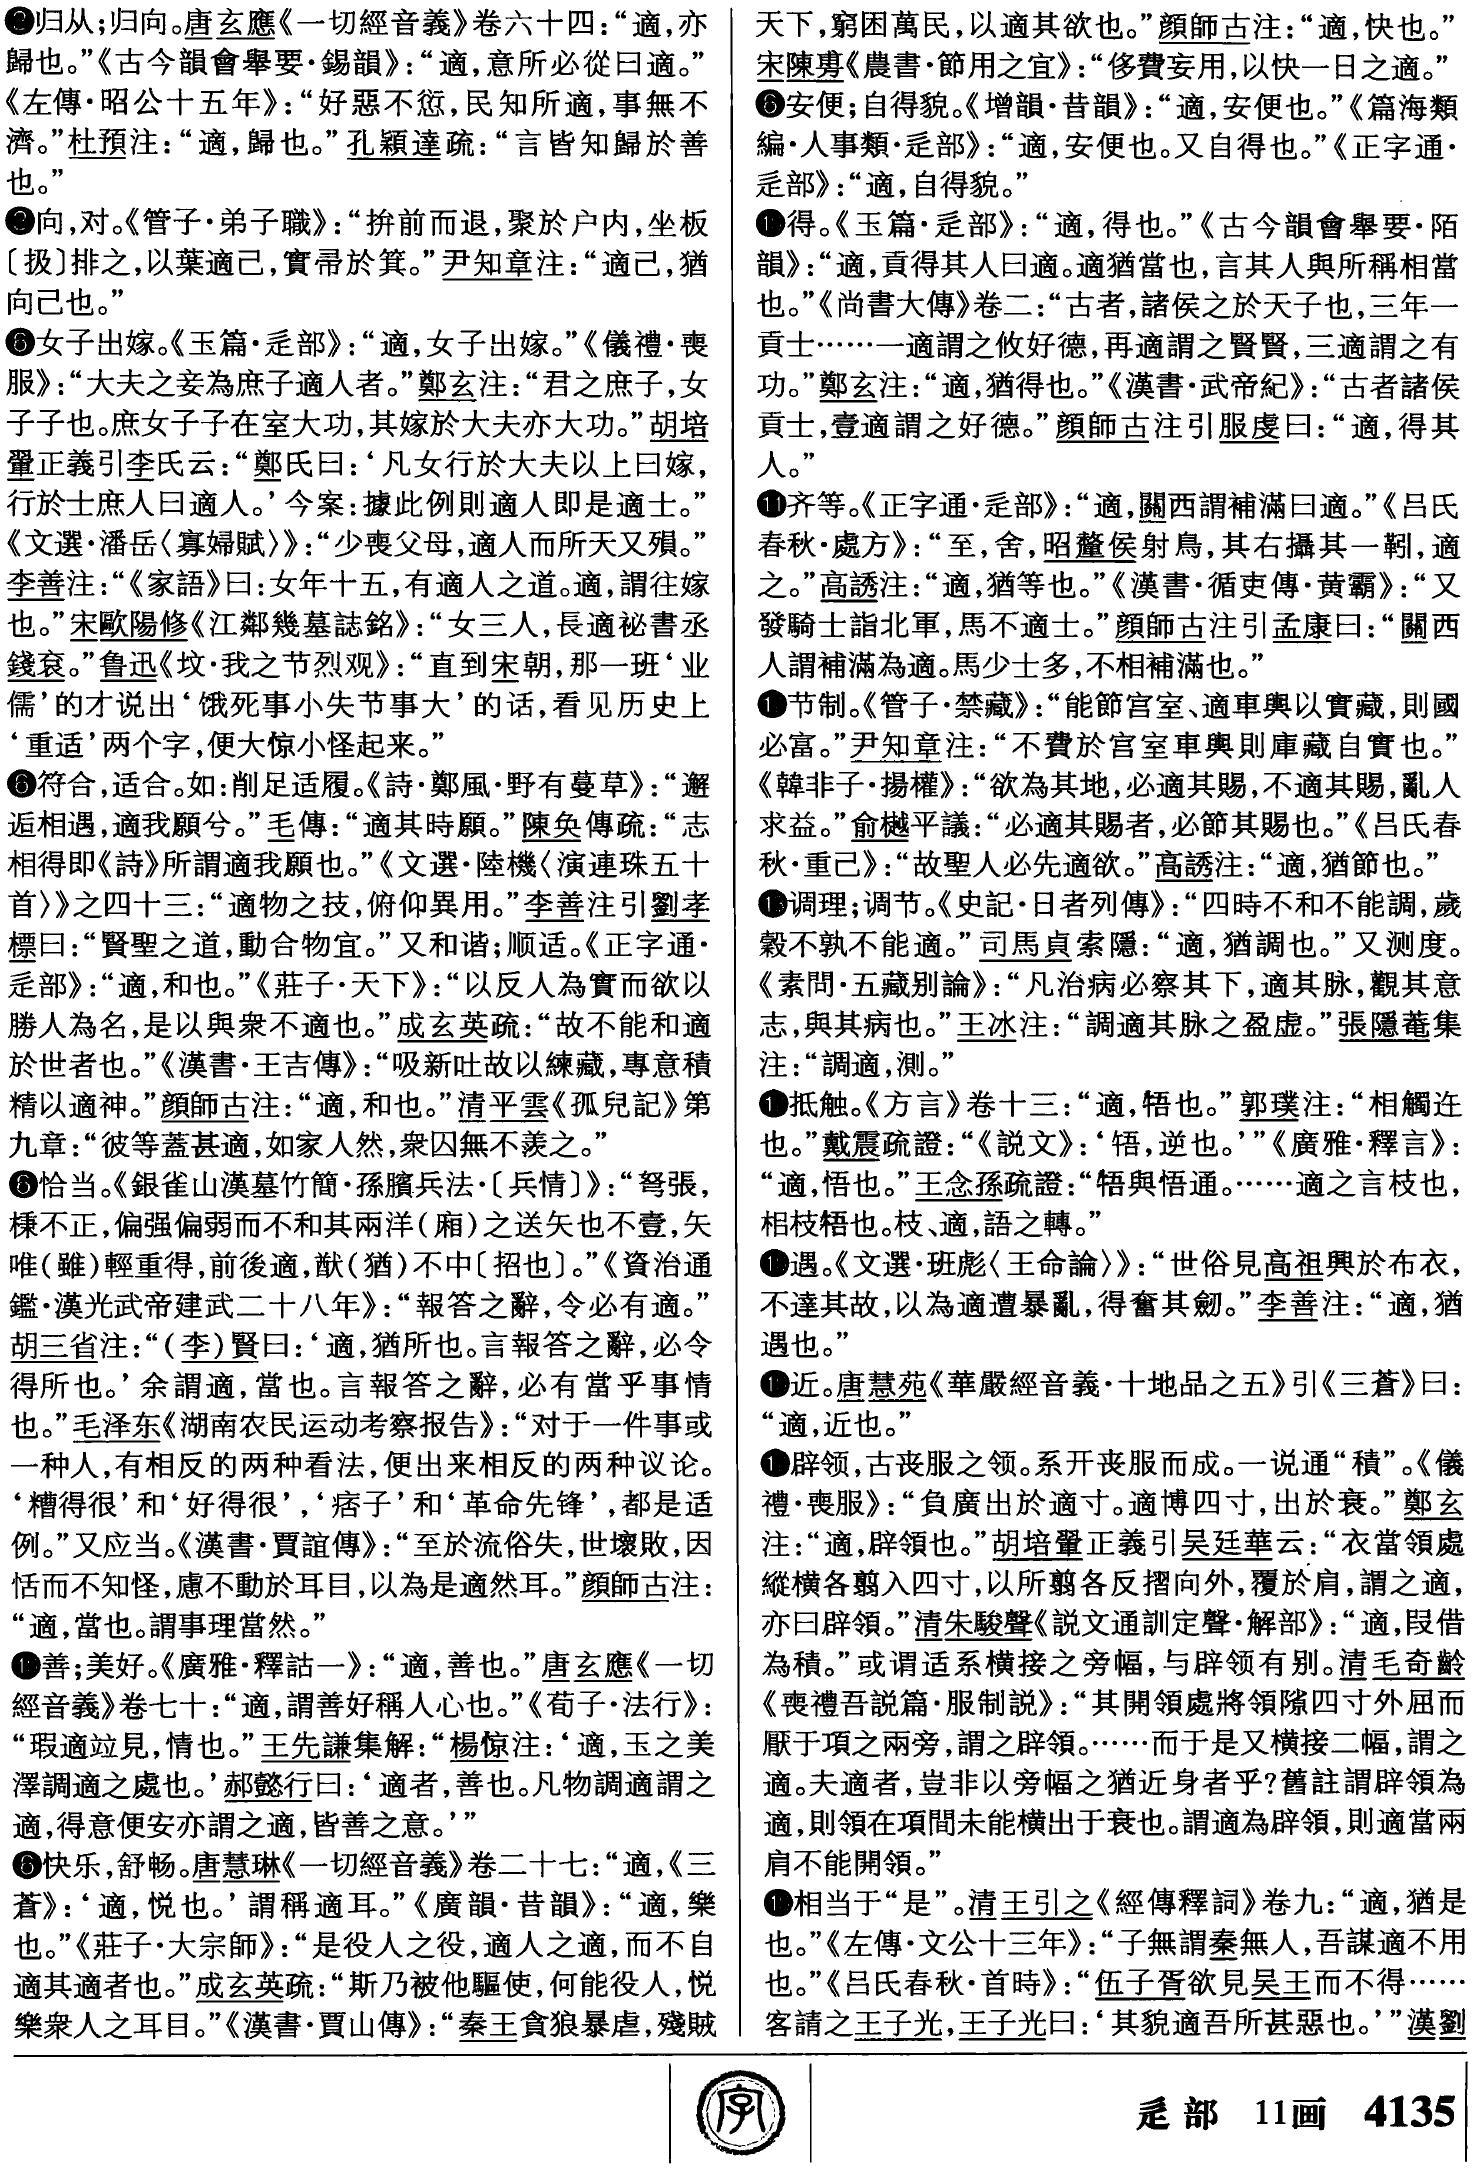 ❷归从；归向。唐玄應《一切經音義》卷六十四：“適，亦
歸也。”《古今韻會舉要·錫韻》：“適，意所必從曰適。”
《左傳·昭公十五年》：“好惡不愆，民知所適，事無不
濟。”杜預注：“適，歸也。”孔穎達疏：“言皆知歸於善
也。”
向，对。《管子·弟子職》：“拚前而退，聚於户内，坐板
〔扱〕排之，以葉適己，實帚於箕。”尹知章注：“適己，猶
向己也。”
女子出嫁。《玉篇·辵部》：“適，女子出嫁。”《儀禮·喪
服》：“大夫之妾為庶子適人者。”鄭玄注：“君之庶子，女
子子也。庶女子子在室大功，其嫁於大夫亦大功。”胡培
翬正義引李氏云：“鄭氏曰：‘凡女行於大夫以上曰嫁，
行於士庶人曰適人。’今案：據此例則適人即是適士。”
《文選·潘岳〈寡婦賦〉》：“少喪父母，適人而所天又殞。”
李善注：“《家語》曰：女年十五，有適人之道。適，謂往嫁
也。”宋歐陽修《江鄰幾墓誌銘》：“女三人，長適祕書丞
錢袞。”鲁迅《坟·我之节烈观》：“直到宋朝，那一班‘业
儒’的才说出‘饿死事小失节事大’的话，看见历史上
‘重适’两个字，便大惊小怪起来。”
符合，适合。如：削足适履。《詩·鄭風·野有蔓草》：“邂
逅相遇，適我願兮。”毛傳：“適其時願。”陳奂傳疏：“志
相得即《詩》所謂適我願也。”《文選·陸機〈演連珠五十
首〉》之四十三：“適物之技，俯仰異用。”李善注引劉孝
標曰：“賢聖之道，動合物宜。”又和谐；顺适。《正字通·
辵部》：“適，和也。”《莊子·天下》：“以反人為實而欲以
勝人為名，是以與衆不適也。”成玄英疏：“故不能和適
於世者也。”《漢書·王吉傳》：“吸新吐故以練藏，專意積
精以適神。”顔師古注：“適，和也。”清平雲《孤兒記》第
九章：“彼等蓋甚適，如家人然，衆囚無不羡之。”
恰当。《銀雀山漢墓竹簡·孫臏兵法·〔兵情〕》：“弩張，
棅不正，偏强偏弱而不和其兩洋（廂）之送矢也不壹，矢
唯（雖）輕重得，前後適，猷（猶）不中〔招也〕。”《資治通
鑑·漢光武帝建武二十八年》：“報答之辭，令必有適。”
胡三省注：“（李）賢曰：‘適，猶所也。言報答之辭，必令
得所也。’余謂適，當也。言報答之辭，必有當乎事情
也。”毛泽东《湖南农民运动考察报告》：“对于一件事或
一种人，有相反的两种看法，便出来相反的两种议论。
‘糟得很’和‘好得很’，‘痞子’和‘革命先锋’，都是适
例。”又应当。《漢書·賈誼傳》：“至於流俗失，世壞敗，因
恬而不知怪，慮不動於耳目，以為是適然耳。”顔師古注：
“適，當也。謂事理當然。”
善；美好。《廣雅·釋詁一》：“適，善也。”唐玄應《一切
經音義》卷七十：“適，謂善好稱人心也。”《荀子·法行》：
“瑕適竝見，情也。”王先謙集解：“楊倞注：‘適，玉之美
澤調適之處也。’郝懿行曰：‘適者，善也。凡物調適謂之
適，得意便安亦謂之適，皆善之意。’”
快乐，舒畅。唐慧琳《一切經音義》卷二十七：“適，《三
蒼》：‘適，悦也。’謂稱適耳。”《廣韻·昔韻》：“適，樂
也。”《莊子·大宗師》：“是役人之役，適人之適，而不自
適其適者也。”成玄英疏：“斯乃被他驅使，何能役人，悦
樂衆人之耳目。”《漢書·賈山傳》：“秦王貪狼暴虐，殘賊
天下，窮困萬民，以適其欲也。”顔師古注：“適，快也。”
宋陳旉《農書·節用之宜》：“侈費妄用，以快一日之適。”
安便；自得貌。《增韻·昔韻》：“適，安便也。”《篇海類
編·人事類·辵部》：“適，安便也。又自得也。”《正字通·
辵部》：“適，自得貌。”
得。《玉篇·辵部》：“適，得也。”《古今韻會舉要·陌
韻》：“適，貢得其人曰適。適猶當也，言其人與所稱相當
也。”《尚書大傳》卷二：“古者，諸侯之於天子也，三年一
貢士……一適謂之攸好德，再適謂之賢賢，三適謂之有
功。”鄭玄注：“適，猶得也。”《漢書·武帝紀》：“古者諸侯
貢士，壹適謂之好德。”顔師古注引服虔曰：“適，得其
人。”
⓫齐等。《正字通·辵部》：“適，關西謂補滿曰適。”《吕氏
春秋·處方》：“至，舍，昭釐侯射鳥，其右攝其一靷，適
之。”高誘注：“適，猶等也。”《漢書·循吏傳·黄霸》：“又
發騎士詣北軍，馬不適士。”顔師古注引孟康曰：“關西
人謂補滿為適。馬少士多，不相補滿也。”
节制。《管子·禁藏》：“能節宫室、適車輿以實藏，則國
必富。”尹知章注：“不費於宫室車輿則庫藏自實也。”
《韓非子·揚權》：“欲為其地，必適其賜，不適其賜，亂人
求益。”俞樾平議：“必適其賜者，必節其賜也。”《吕氏春
秋·重己》：“故聖人必先適欲。”高誘注：“適，猶節也。”
调理；调节。《史記·日者列傳》：“四時不和不能調，歲
穀不孰不能適。”司馬貞索隱：“適，猶調也。”又测度。
《素問·五藏别論》：“凡治病必察其下，適其脉，觀其意
志，與其病也。”王冰注：“調適其脉之盈虚。”張隱菴集
注：“調適，測。”
抵触。《方言》卷十三：“適，牾也。”郭璞注：“相觸迕
也。”戴震疏證：“《説文》：‘牾，逆也。’”《廣雅·釋言》：
“適，悟也。”王念孫疏證：“牾與悟通。……適之言枝也，
相枝牾也。枝、適，語之轉。”
遇。《文選·班彪〈王命論〉》：“世俗見高祖興於布衣，
不達其故，以為適遭暴亂，得奮其劒。”李善注：“適，猶
遇也。”
近。唐慧苑《華嚴經音義·十地品之五》引《三蒼》曰：
“適，近也。”
辟领，古丧服之领。系开丧服而成。一说通“積”。《儀
禮·喪服》：“負廣出於適寸。適博四寸，出於衰。”鄭玄
注：“適，辟領也。”胡培翬正義引吴廷華云：“衣當領處
縱横各翦入四寸，以所翦各反摺向外，覆於肩，謂之適，
亦曰辟領。”清朱駿聲《説文通訓定聲·解部》：“適，叚借
為積。”或谓适系横接之旁幅，与辟领有别。清毛奇齡
《喪禮吾説篇·服制説》：“其開領處將領隙四寸外屈而
厭于項之兩旁，謂之辟領。……而于是又横接二幅，謂之
適。夫適者，豈非以旁幅之猶近身者乎？舊註謂辟領為
適，則領在項間未能横出于衰也。謂適為辟領，則適當兩
肩不能開領。”
相当于“是”。清王引之《經傳釋詞》卷九：“適，猶是
也。”《左傳·文公十三年》：“子無謂秦無人，吾謀適不用
也。”《吕氏春秋·首時》：“伍子胥欲見吴王而不得……
客請之王子光，王子光曰：‘其貌適吾所甚惡也。’”漢劉
字
辵部 11画 4135